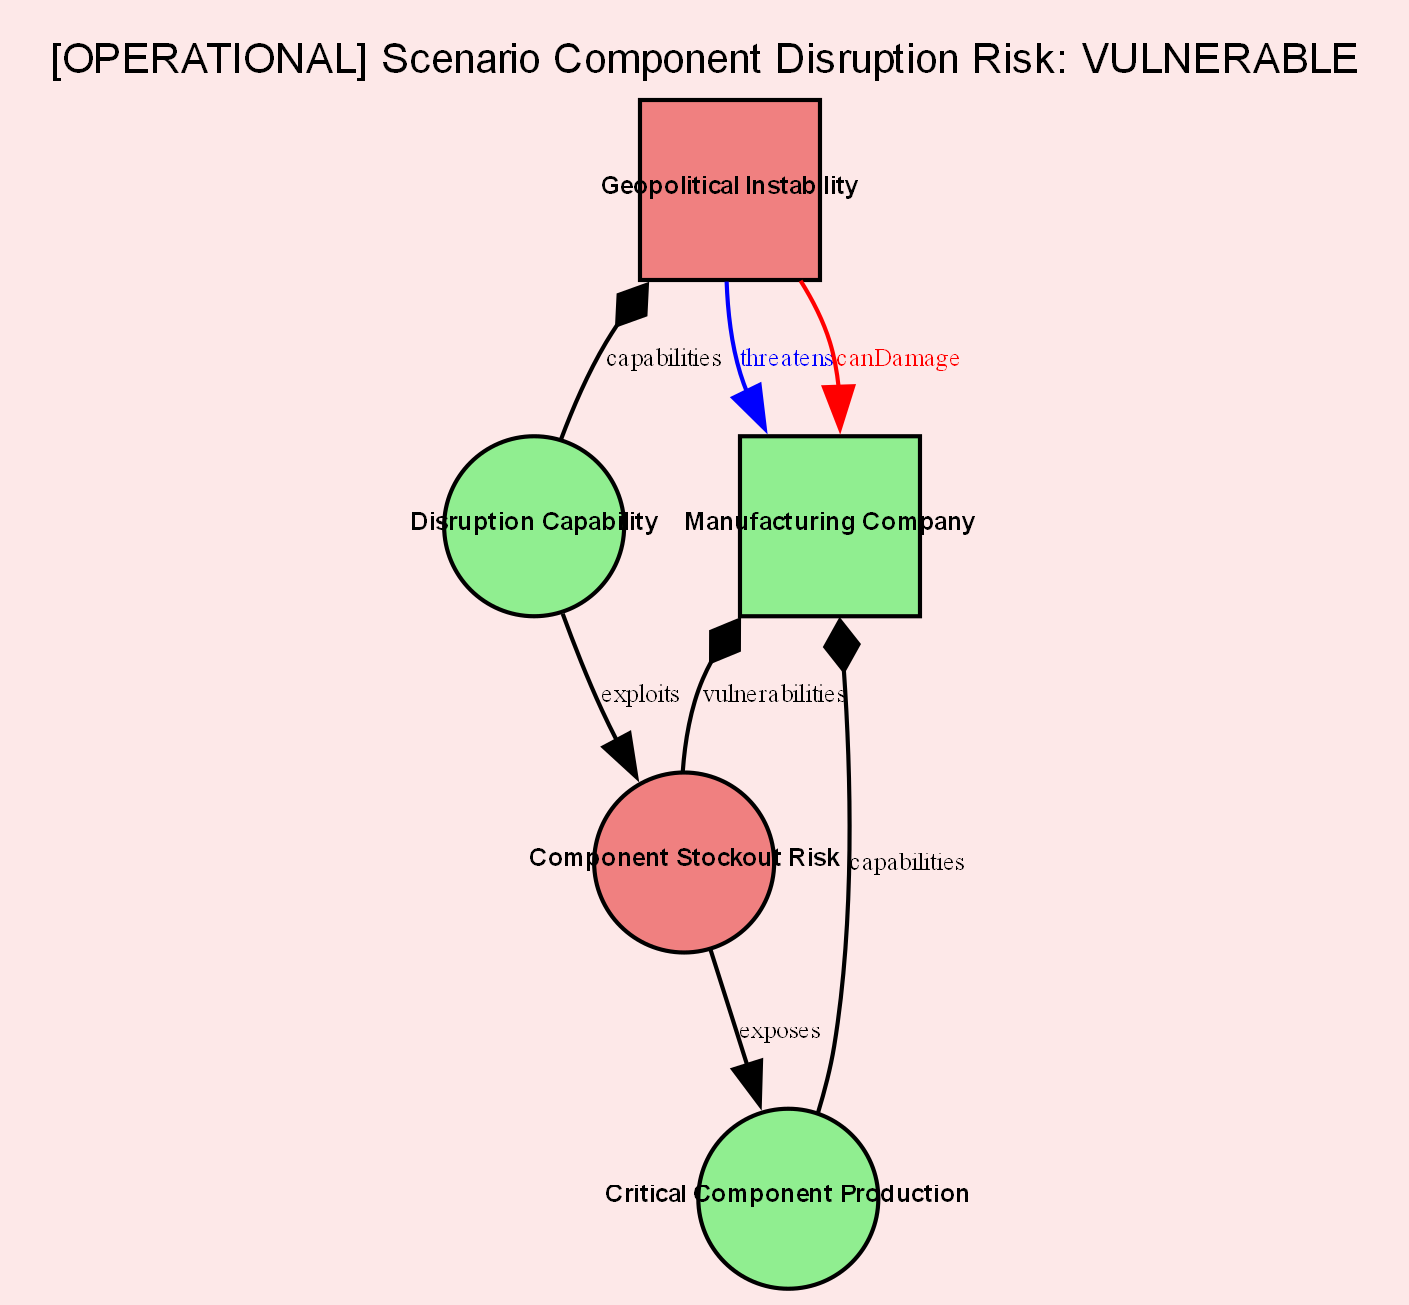 [OPERATIONAL] Scenario Component Disruption Risk: VULNERABLE
Geopolitical Instability
capabilities
threatens
canDamage
Disruption Capability
Manufacturing Company
exploits
vulnerabilities
Component Stockout Risk
capabilities
exposes
Critical Component Production